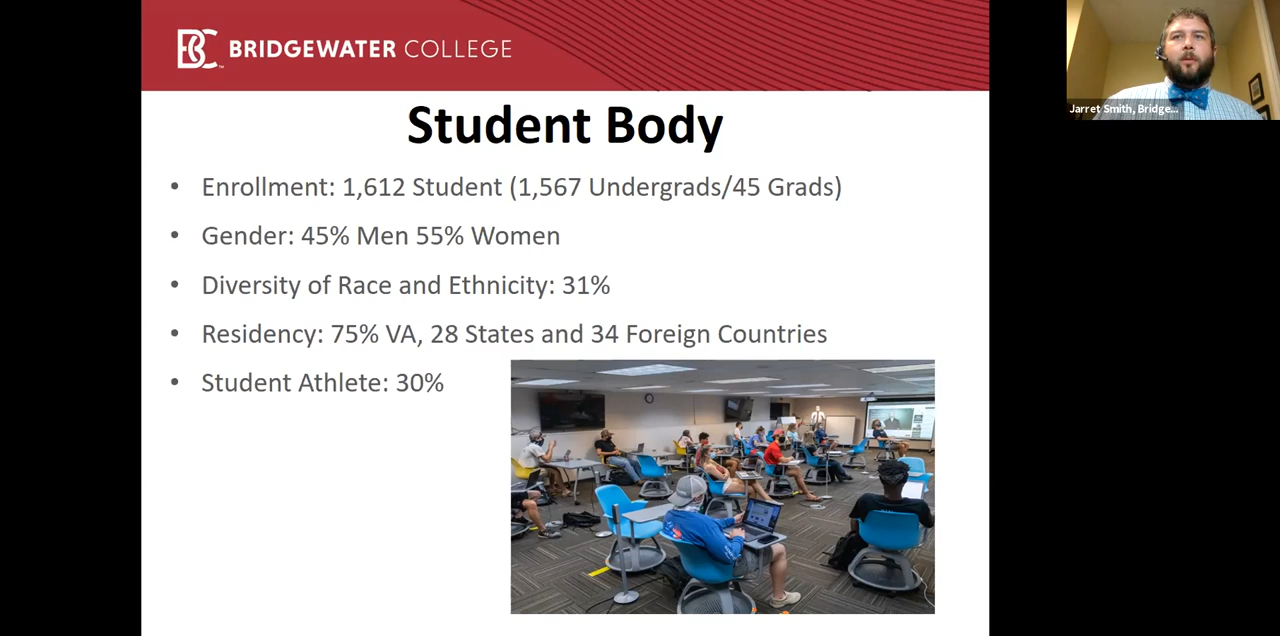 BC™ BRIDGEWATER COLLEGE
Student Body
• Enrollment: 1,612 Student (1,567 Undergrads/45 Grads)
• Gender: 45% Men 55% Women
• Diversity of Race and Ethnicity: 31%
• Residency: 75% VA, 28 States and 34 Foreign Countries
• Student Athlete: 30%
Jarret Smith, Bridge...